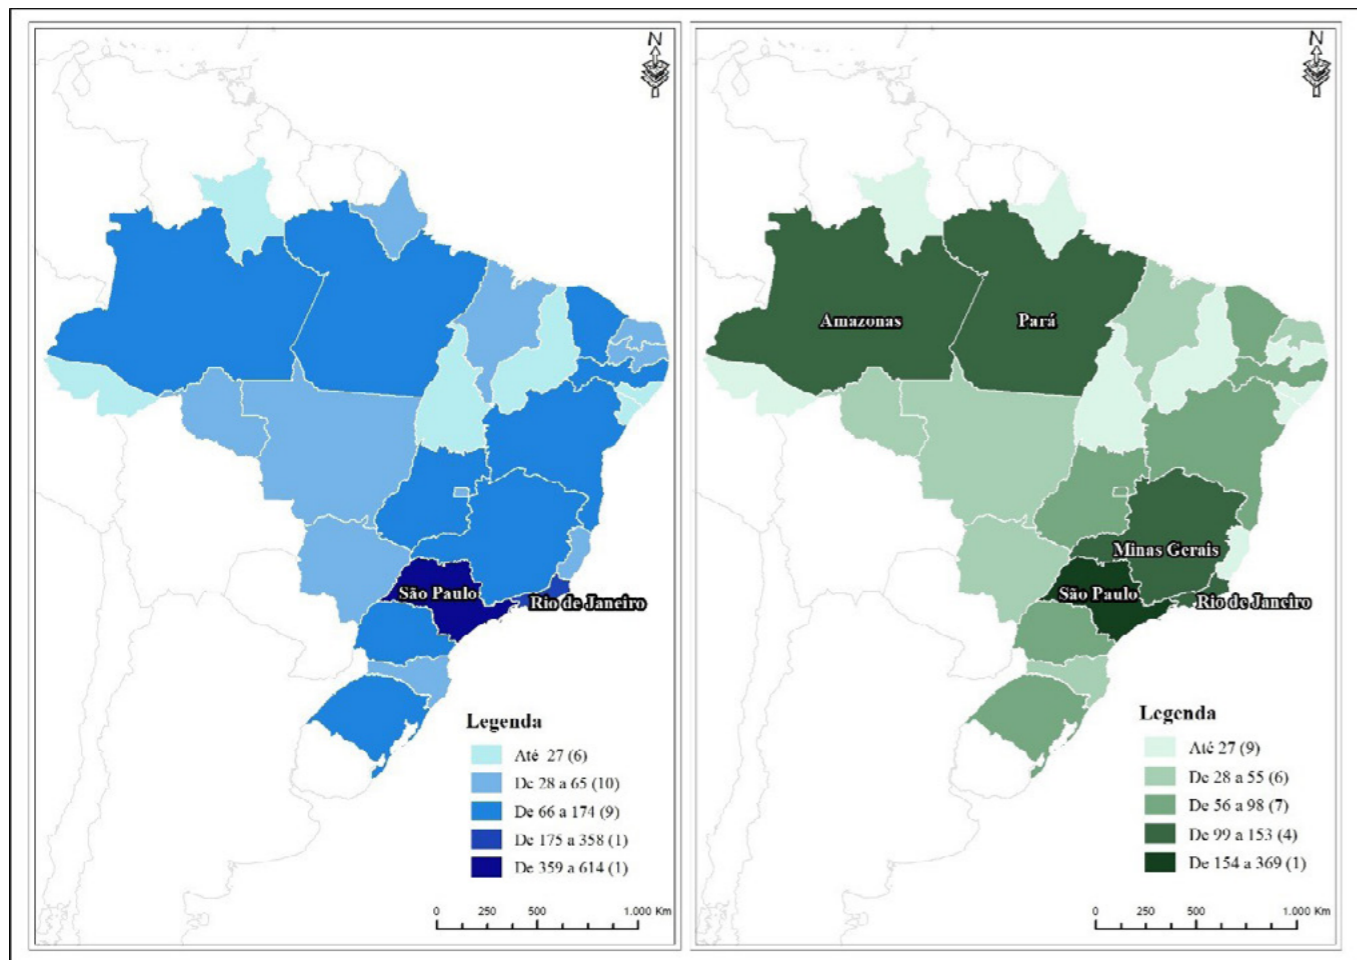 N
São Paulo
Rio de Janeiro
Legenda
Até 27 (6)
De 28 a 65 (10)
De 66 a 174 (9)
De 175 a 358 (1)
De 359 a 614 (1)
0 250 500 1.000 Km
N
Amazonas
Pará
Minas Gerais
São Paulo
Rio de Janeiro
Legenda
Até 27 (9)
De 28 a 55 (6)
De 56 a 98 (7)
De 99 a 153 (4)
De 154 a 369 (1)
0 250 500 1.000 Km